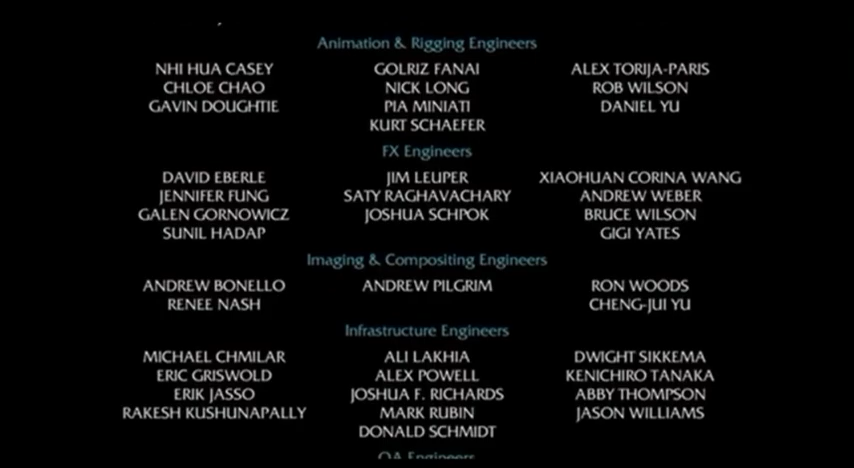 Animation & Rigging Engineers
NHI HUA CASEY GOLRIZ FANAI ALEX TORIJA-PARIS
CHLOE CHAO NICK LONG ROB WILSON
GAVIN DOUGHTIE PIA MINIATI DANIEL YU
KURT SCHAEFER
FX Engineers
DAVID EBERLE JIM LEUPER XIAOHUAN CORINA WANG
JENNIFER FUNG SATY RAGHAVACHARY ANDREW WEBER
GALEN GORNOWICZ JOSHUA SCHPOK BRUCE WILSON
SUNIL HADAP GIGI YATES
Imaging & Compositing Engineers
ANDREW BONELLO ANDREW PILGRIM RON WOODS
RENEE NASH CHENG-JUI YU
Infrastructure Engineers
MICHAEL CHMILAR ALI LAKHIA DWIGHT SIKKEMA
ERIC GRISWOLD ALEX POWELL KENICHIRO TANAKA
ERIK JASSO JOSHUA F. RICHARDS ABBY THOMPSON
RAKESH KUSHUNAPALLY MARK RUBIN JASON WILLIAMS
DONALD SCHMIDT
QA Engineers